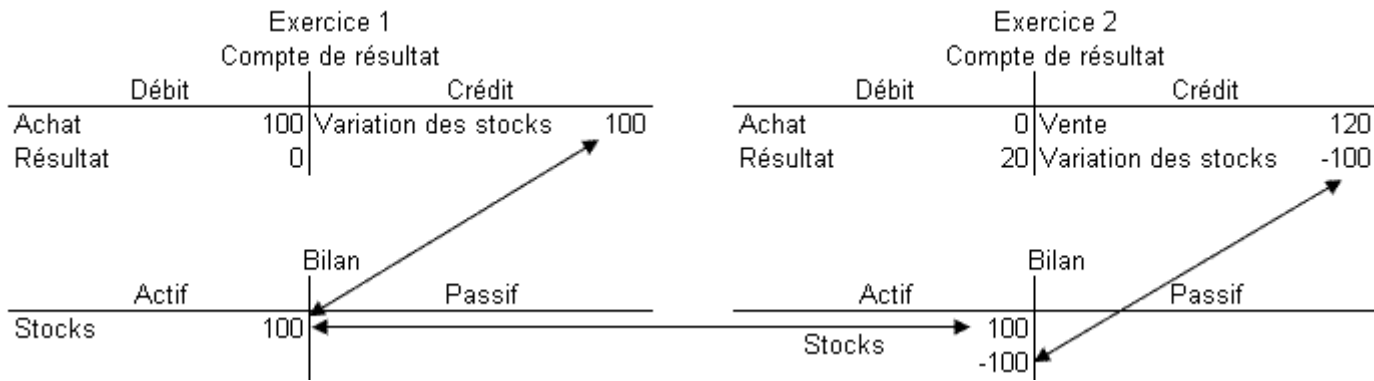 Exercice 1
Compte de résultat
Débit Crédit
Achat 100 Variation des stocks 100
Résultat 0
Bilan
Actif Passif
Stocks 100
Exercice 2
Compte de résultat
Débit Crédit
Achat 0 Vente 120
Résultat 20 Variation des stocks -100
Bilan
Actif Passif
Stocks 100
-100